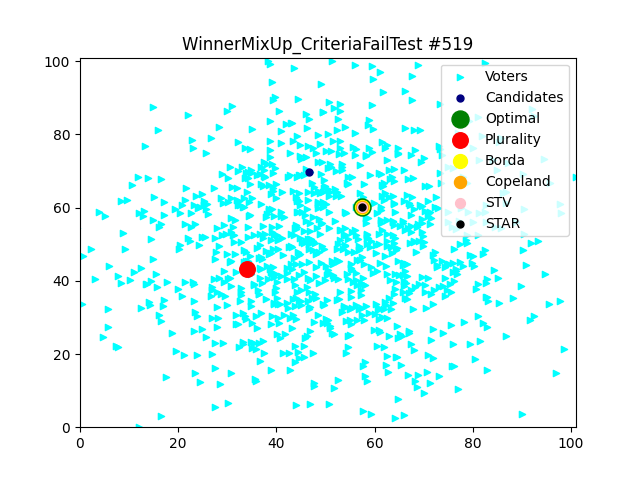 WinnerMixUp_CriteriaFailTest #519
100
80
60
40
20
0
0
20
40
60
80
100
Voters
Candidates
Optimal
Plurality
Borda
Copeland
STV
STAR